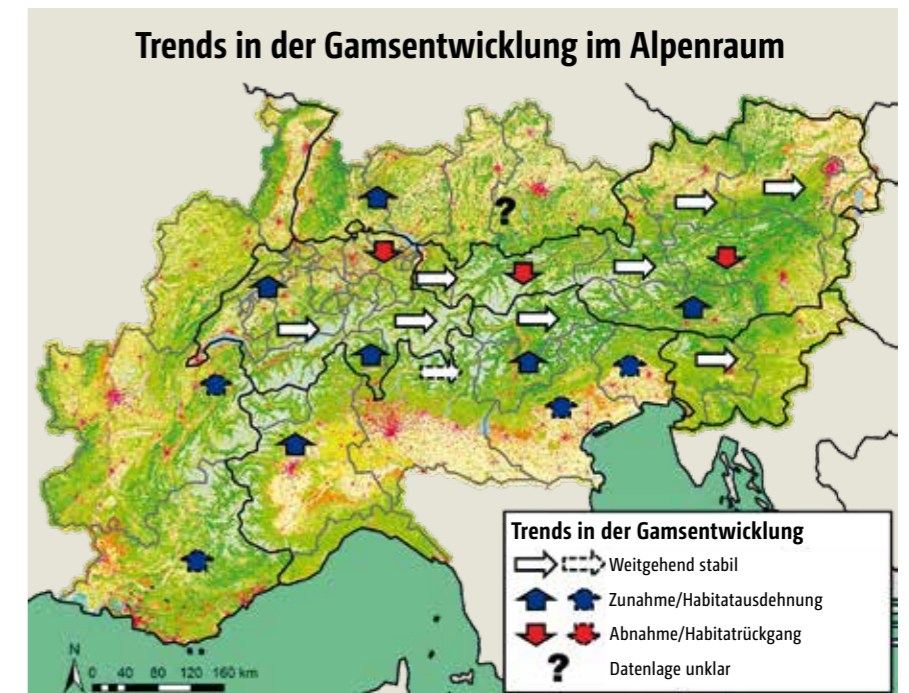 Trends in der Gamsentwicklung im Alpenraum
?
Trends in der Gamsentwicklung
Weitgehend stabil
Zunahme/Habitatausdehnung
Abnahme/Habitatrückgang
? Datenlage unklar
N
0 40 80 120 160 km